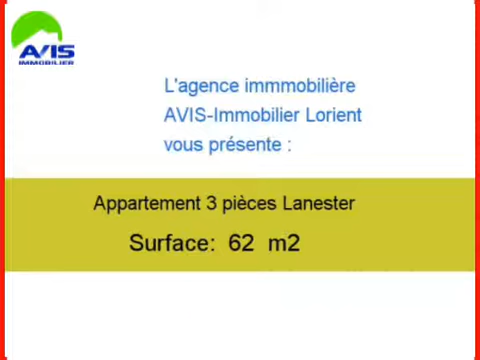 AVIS
IMMOBILIER
L'agence immmobilière
AVIS-Immobilier Lorient
vous présente :
Appartement 3 pièces Lanester
Surface: 62 m2